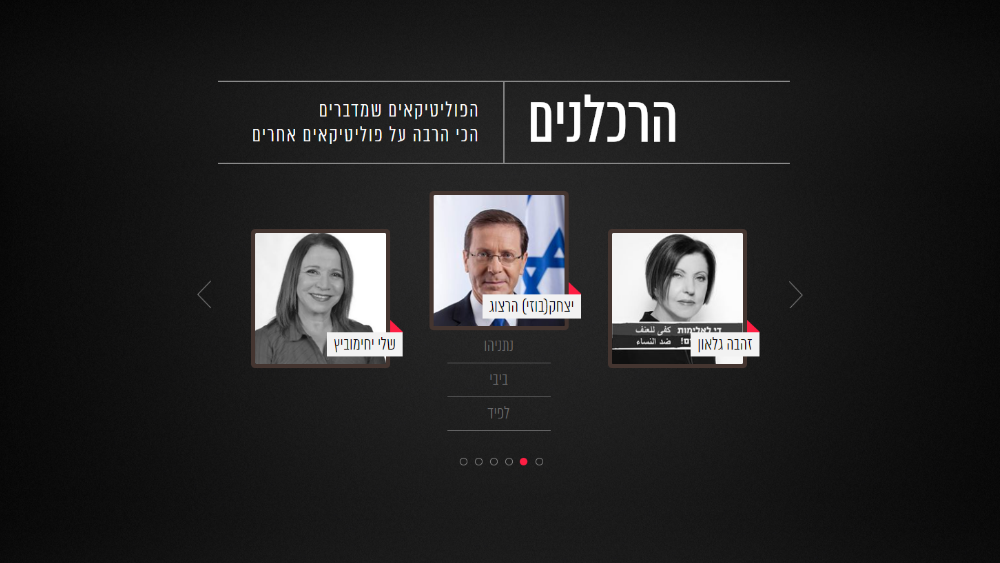 הרכלנים
הפוליטיקאים שמדברים
הכי הרבה על פוליטיקאים אחרים
יצחק(בוזי) הרצוג
זהבה גלאון
שלי יחימוביץ
די לאלימות كفى للعنف
ضد النساء
נתניהו
ביבי
לפיד